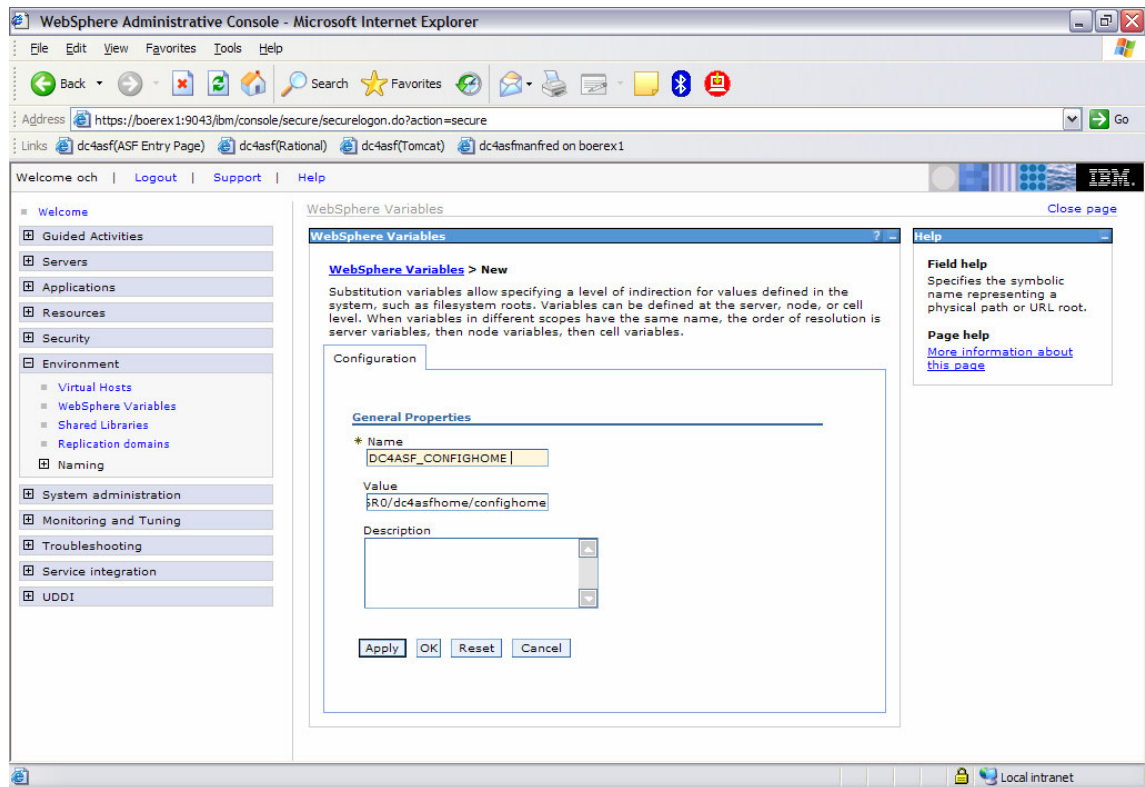 WebSphere Administrative Console - Microsoft Internet Explorer
File Edit View Favorites Tools Help
Back Search Favorites
Address https://boerex1:9043/ibm/console/secure/securelogon.do?action=secure Go
Links dc4asf(ASF Entry Page) dc4asf(Rational) dc4asf(Tomcat) dc4asfmanfred on boerex1
Welcome och | Logout | Support | Help IBM.
Welcome
Guided Activities
Servers
Applications
Resources
Security
Environment
Virtual Hosts
WebSphere Variables
Shared Libraries
Replication domains
Naming
System administration
Monitoring and Tuning
Troubleshooting
Service integration
UDDI
WebSphere Variables Close page
WebSphere Variables ? -
WebSphere Variables > New
Substitution variables allow specifying a level of indirection for values defined in the
system, such as filesystem roots. Variables can be defined at the server, node, or cell
level. When variables in different scopes have the same name, the order of resolution is
server variables, then node variables, then cell variables.
Configuration
General Properties
* Name
DC4ASF_CONFIGHOME
Value
R0/dc4asfhome/confighome
Description
Apply OK Reset Cancel
Help -
Field help
Specifies the symbolic
name representing a
physical path or URL root.
Page help
More information about
this page
Local intranet